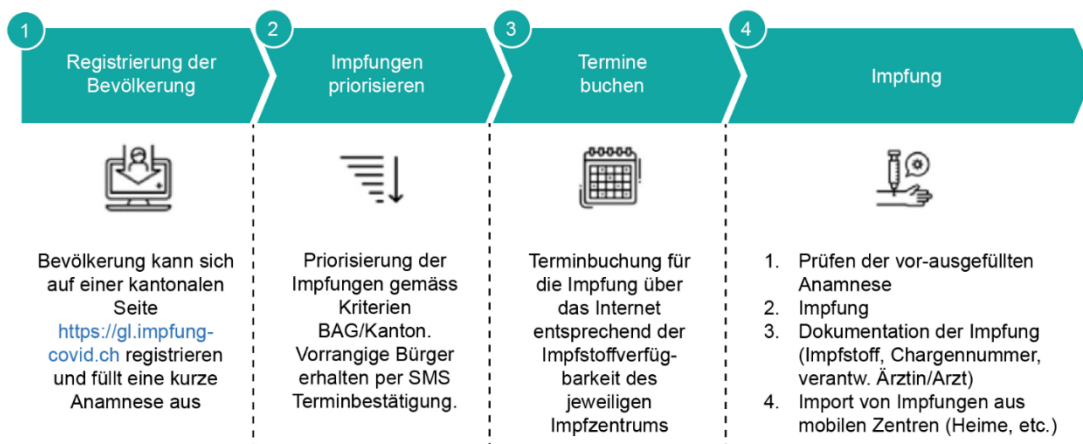 1
Registrierung der
Bevölkerung
2
Impfungen
priorisieren
3
Termine
buchen
4
Impfung
Bevölkerung kann sich
auf einer kantonalen
Seite
https://gl.impfung-
covid.ch registrieren
und füllt eine kurze
Anamnese aus
Priorisierung der
Impfungen gemäss
Kriterien
BAG/Kanton.
Vorrangige Bürger
erhalten per SMS
Terminbestätigung.
Terminbuchung für
die Impfung über
das Internet
entsprechend der
Impfstoffverfüg-
barkeit des
jeweiligen
Impfzentrums
1. Prüfen der vor-ausgefüllten
Anamnese
2. Impfung
3. Dokumentation der Impfung
(Impfstoff, Chargennummer,
verantw. Ärztin/Arzt)
4. Import von Impfungen aus
mobilen Zentren (Heime, etc.)